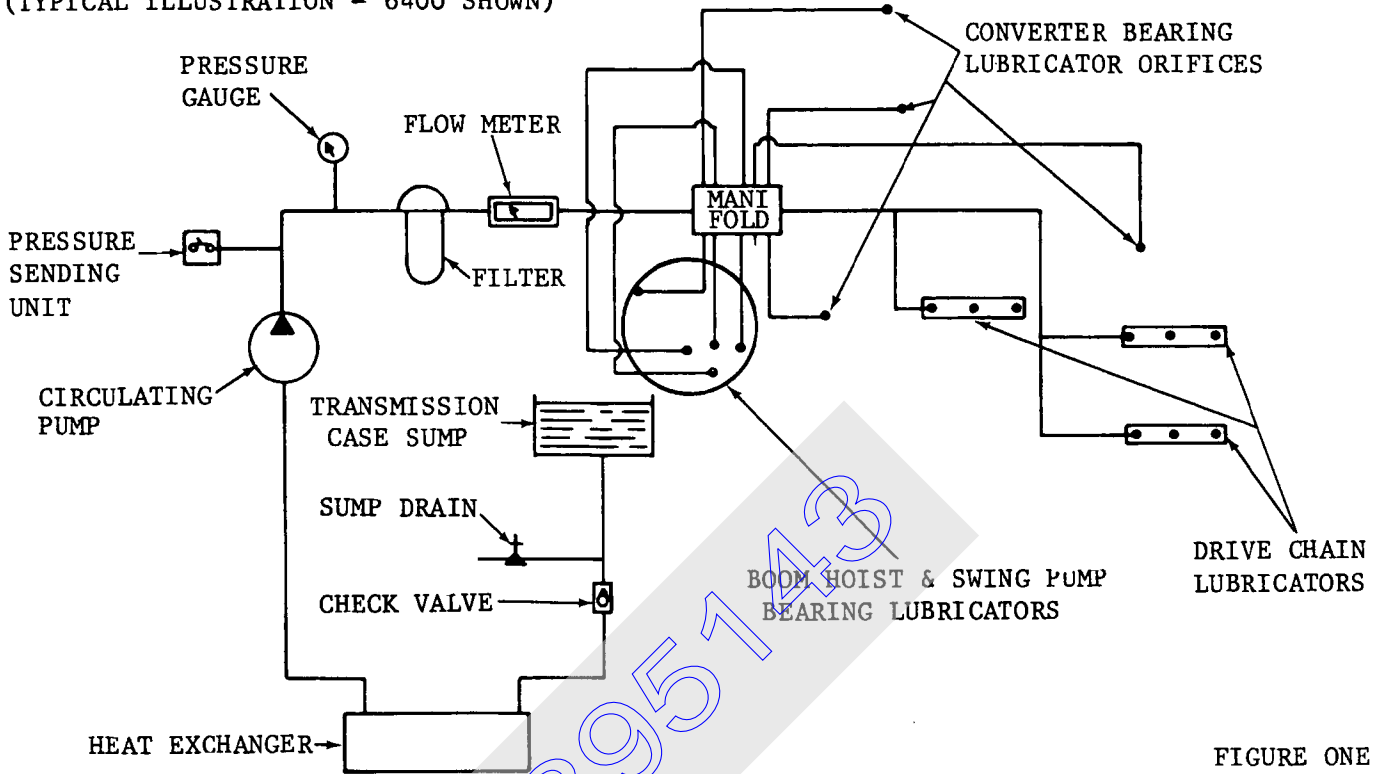 (TYPICAL ILLUSTRATION - 6400 SHOWN)
CONVERTER BEARING
LUBRICATOR ORIFICES
PRESSURE
GAUGE
FLOW METER
MANI
FOLD
PRESSURE
SENDING
UNIT
FILTER
CIRCULATING
PUMP
TRANSMISSION
CASE SUMP
SUMP DRAIN
CHECK VALVE
BOOM HOIST & SWING PUMP
BEARING LUBRICATORS
DRIVE CHAIN
LUBRICATORS
HEAT EXCHANGER
FIGURE ONE
895143